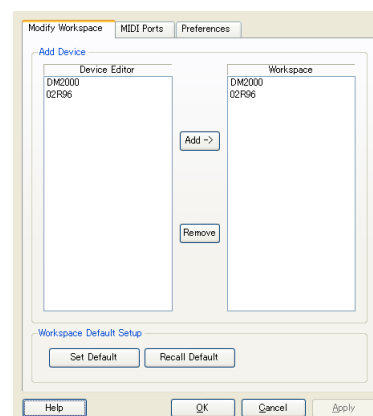 Modify Workspace MIDI Ports Preferences
Add Device
Device Editor Workspace
DM2000 DM2000
02R96 02R96
Add ->
Remove
Workspace Default Setup
Set Default Recall Default
Help OK Cancel Apply